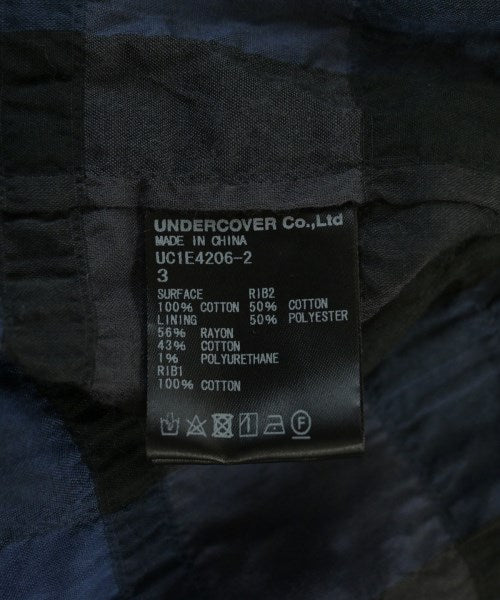 UNDERCOVER Co.,Ltd
MADE IN CHINA
UC1E4206-2
3
SURFACE
100% COTTON
LINING
56% RAYON
43% COTTON
1% POLYURETHANE
RIB1
100% COTTON
RIB2
50% COTTON
50% POLYESTER
F